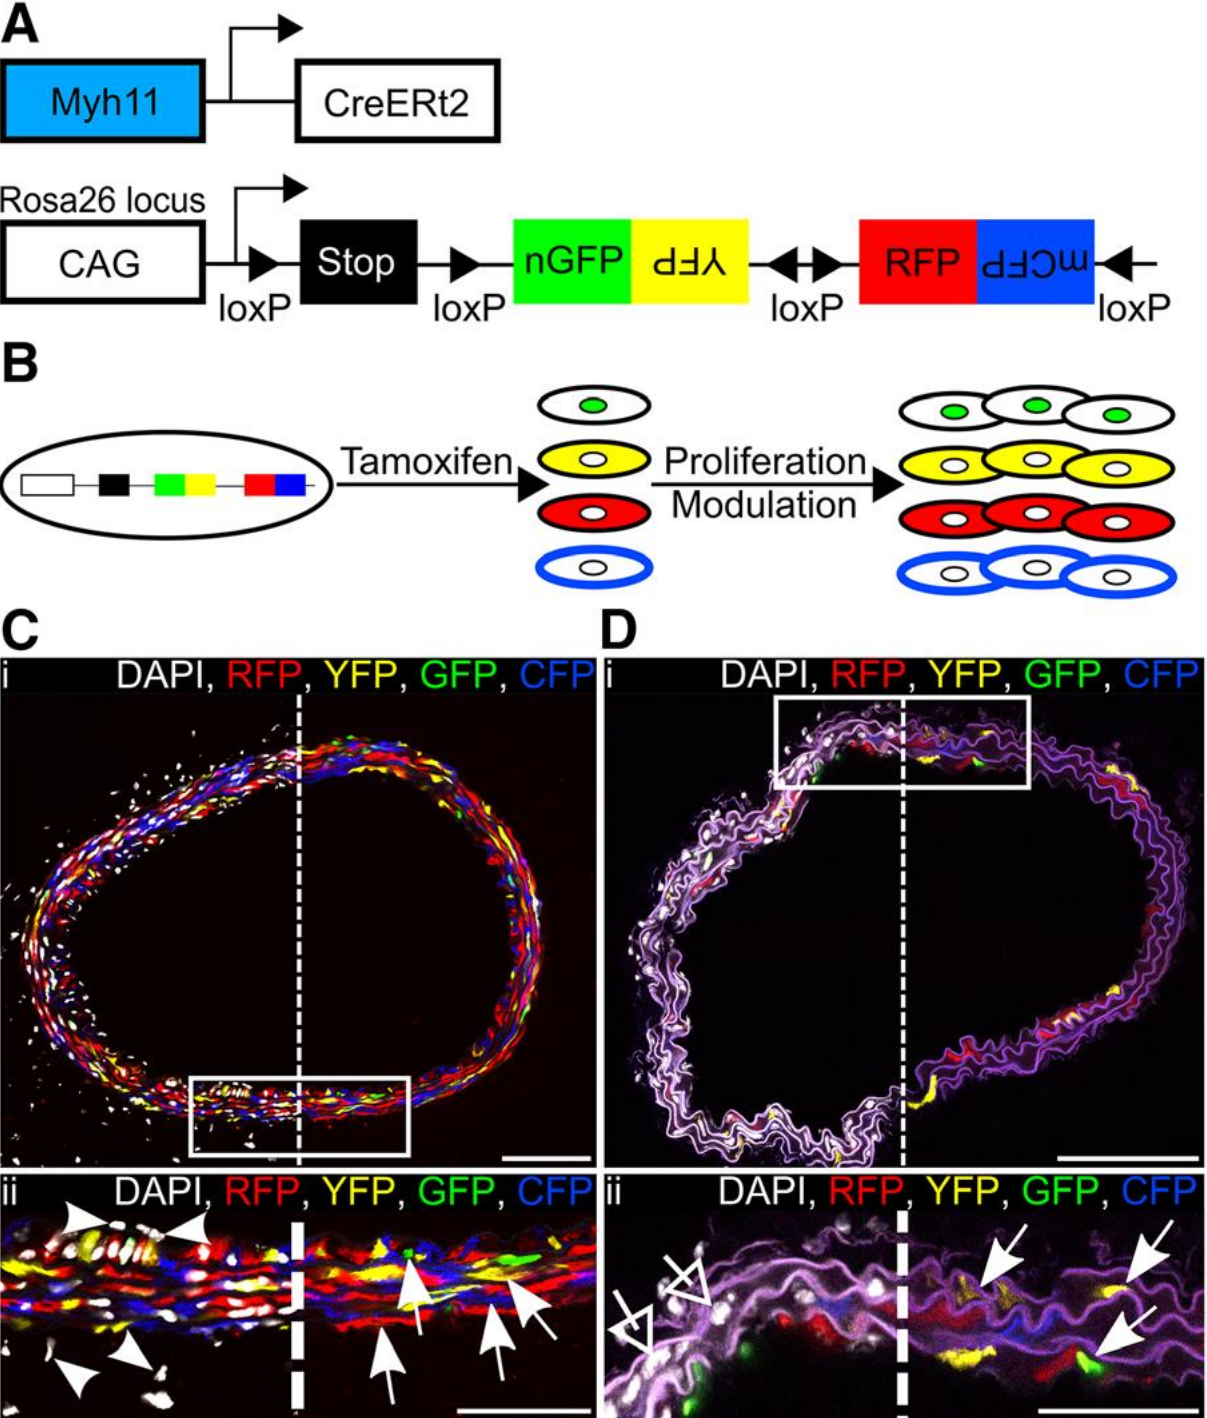 A
Myh11
CreERt2
Rosa26 locus
CAG
Stop
nGFP
YFP
RFP
mCFP
loxP
loxP
loxP
loxP
B
Tamoxifen
Proliferation
Modulation
C
i
DAPI, RFP, YFP, GFP, CFP
ii
DAPI, RFP, YFP, GFP, CFP
D
i
DAPI, RFP, YFP, GFP, CFP
ii
DAPI, RFP, YFP, GFP, CFP